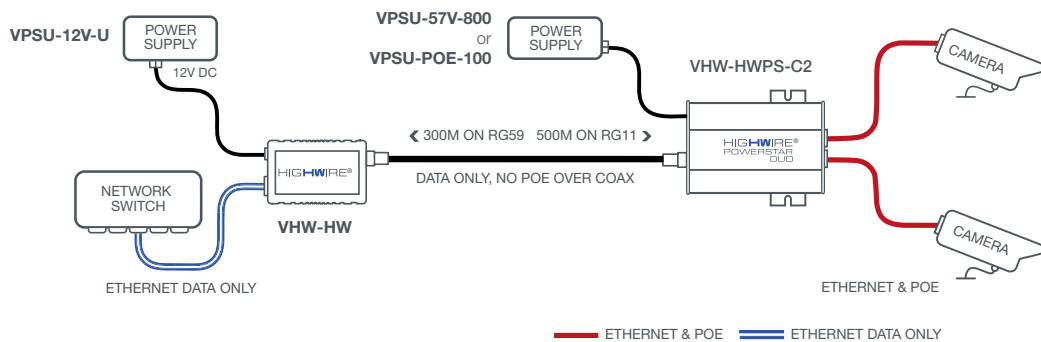 VPSU-12V-U
POWER
SUPPLY
12V DC
VPSU-57V-800
or
VPSU-POE-100
POWER
SUPPLY
VHW-HWPS-C2
CAMERA
< 300M ON RG59 500M ON RG11 >
HIGHWIRE®
POWERSTAR
DUO
HIGHWIRE®
DATA ONLY, NO POE OVER COAX
NETWORK
SWITCH
VHW-HW
CAMERA
ETHERNET DATA ONLY
ETHERNET & POE
ETHERNET & POE
ETHERNET DATA ONLY